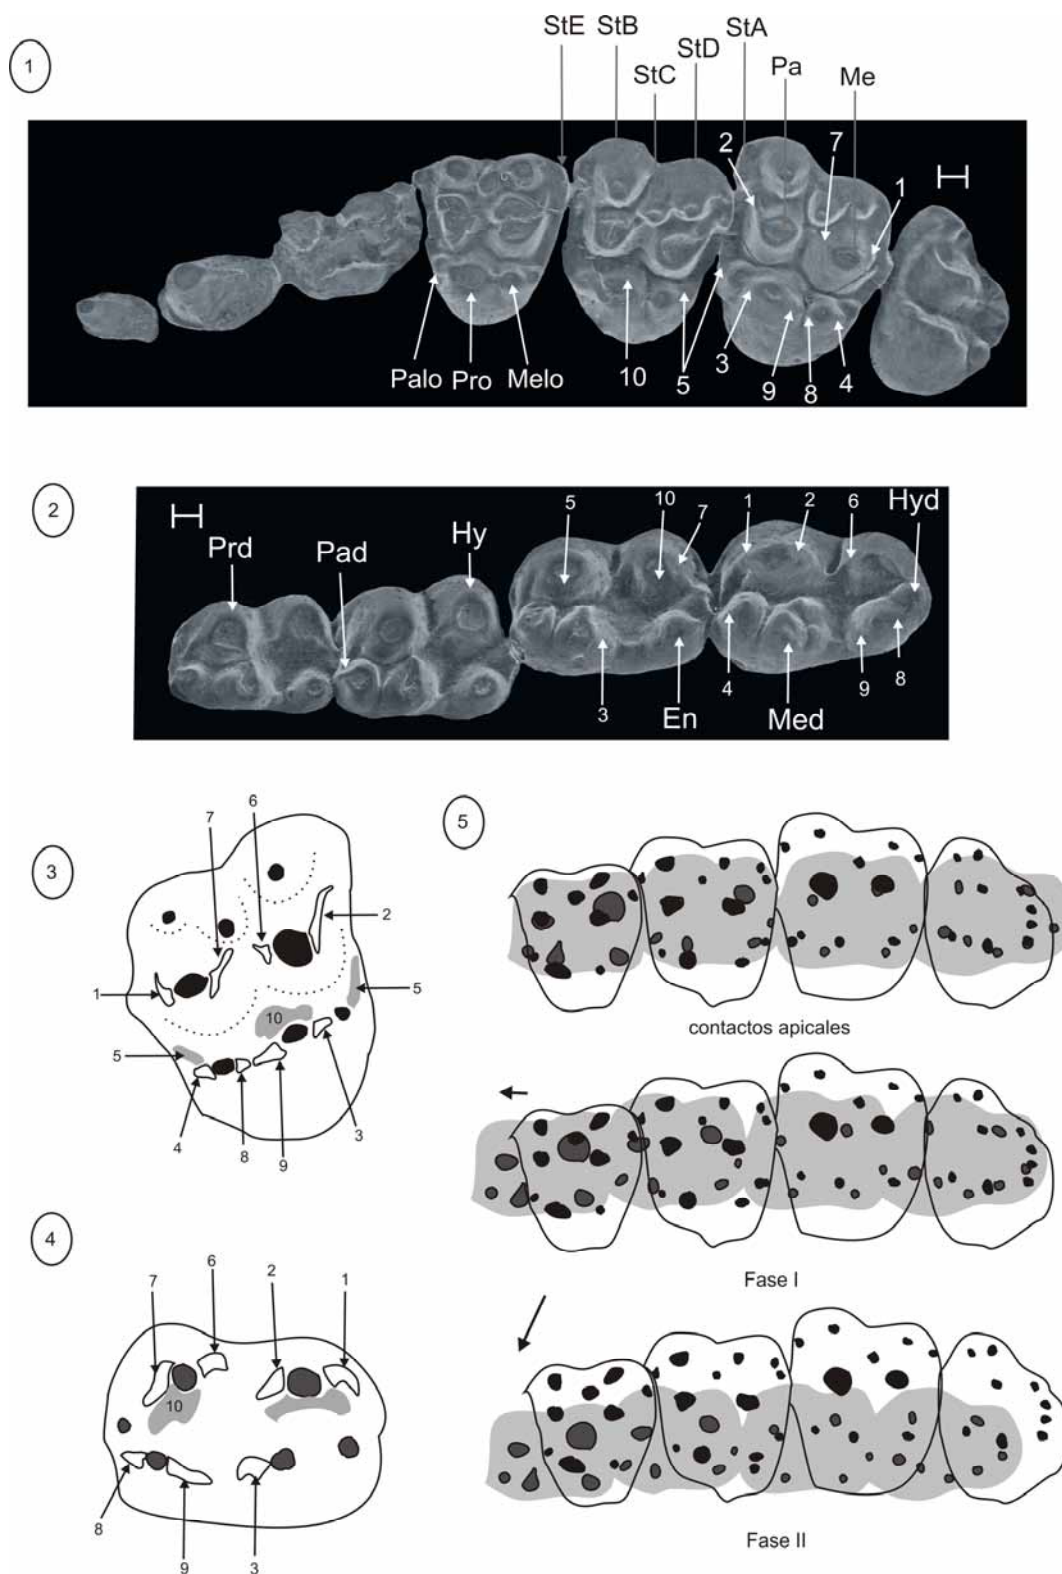 1
StE StB StA
StD
StC Pa Me
2 7 1
Palo Pro Melo 10 5 3 9 8 4
2
Prd Pad Hy 5 10 7 1 2 6 Hyd
3 En 4 Med 9 8
3
6
7
2
1
5
10
5
4 8 9 3
4
7 6 2 1
10
8
9 3
5
contactos apicales
Fase I
Fase II